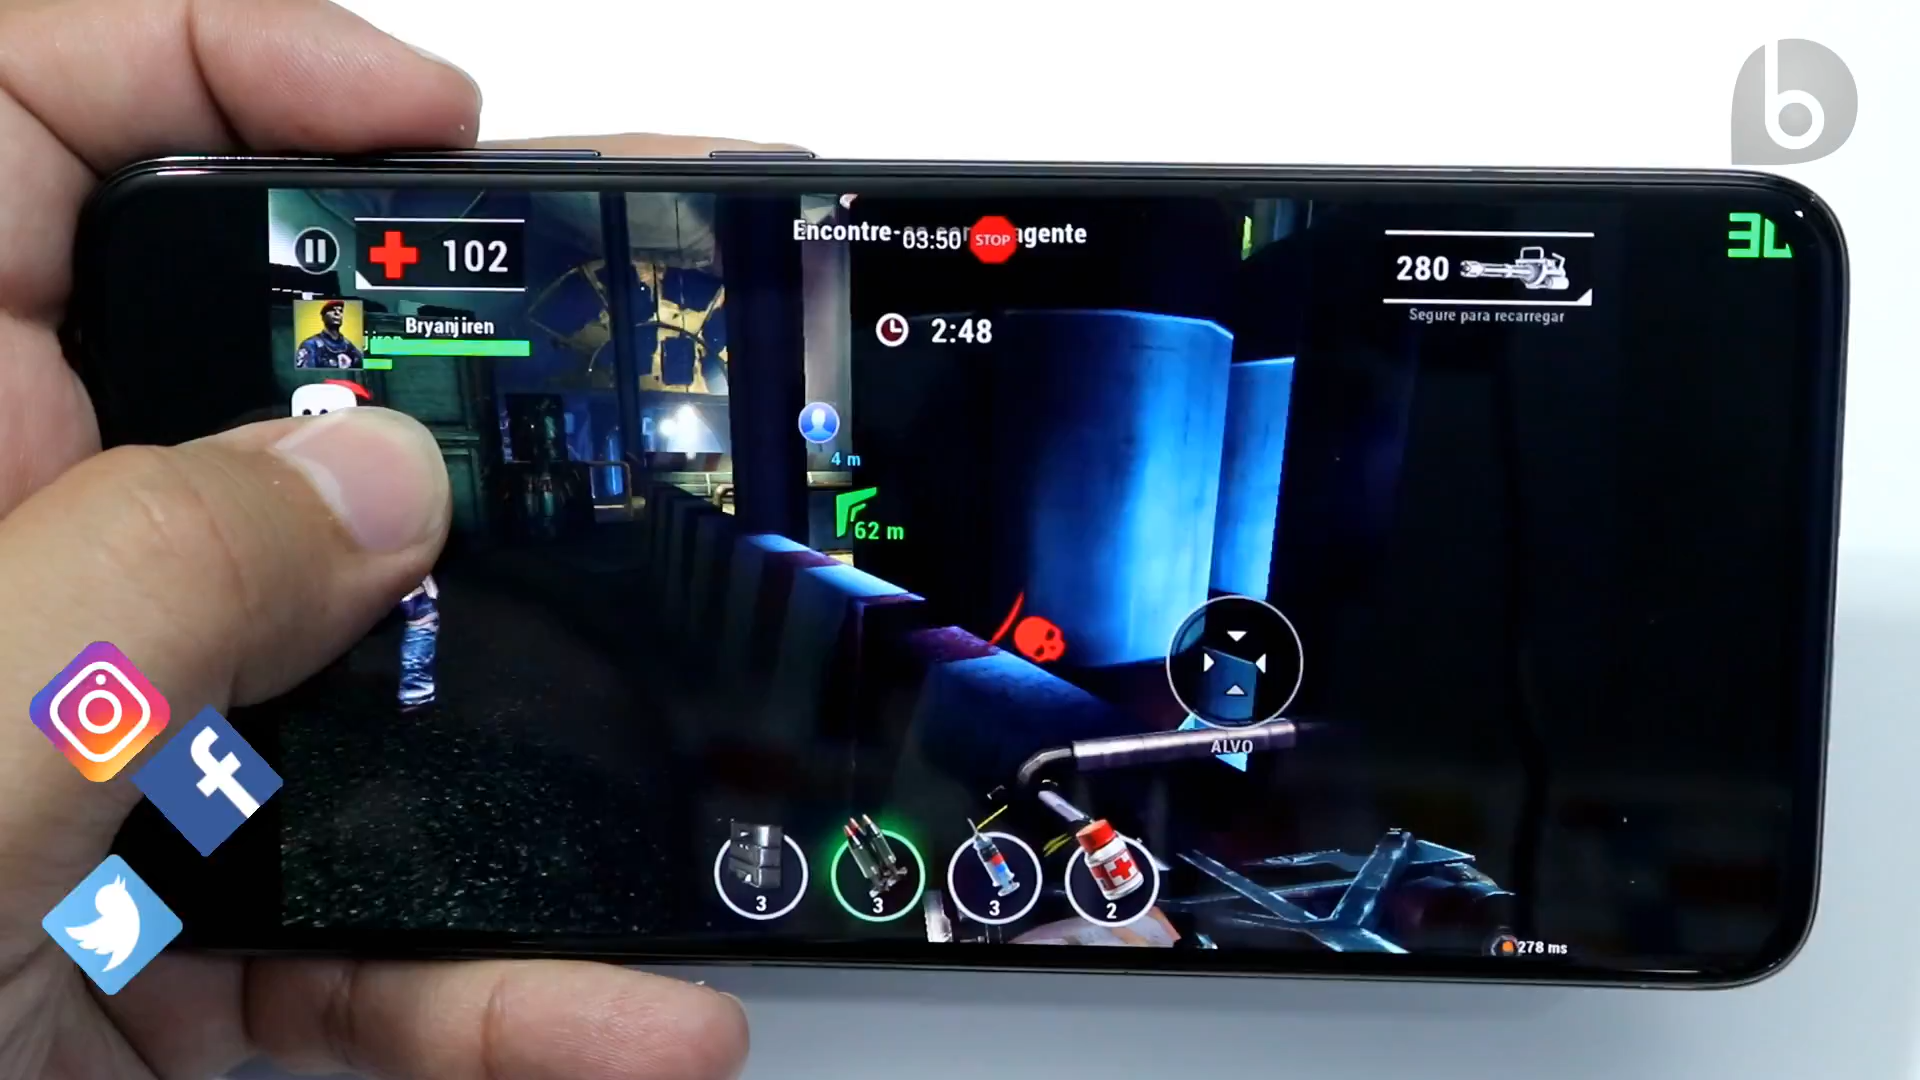 102
Encontre
03:50
STOP
agente
280
Segure para recarregar
Bryanjiren
2:48
4 m
62 m
ALVO
3
3
3
2
278 ms
b
f